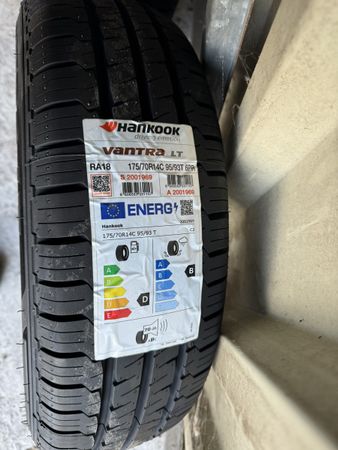 HANKOOK
driving emotion
VANTRA LT
RA18 175/70R14C 95/93T 6PR
S 2001969 A 2001969
ENERG
Hankook
175/70R14C 95/93 T C2
A A
B B B
C C
D D D
E E